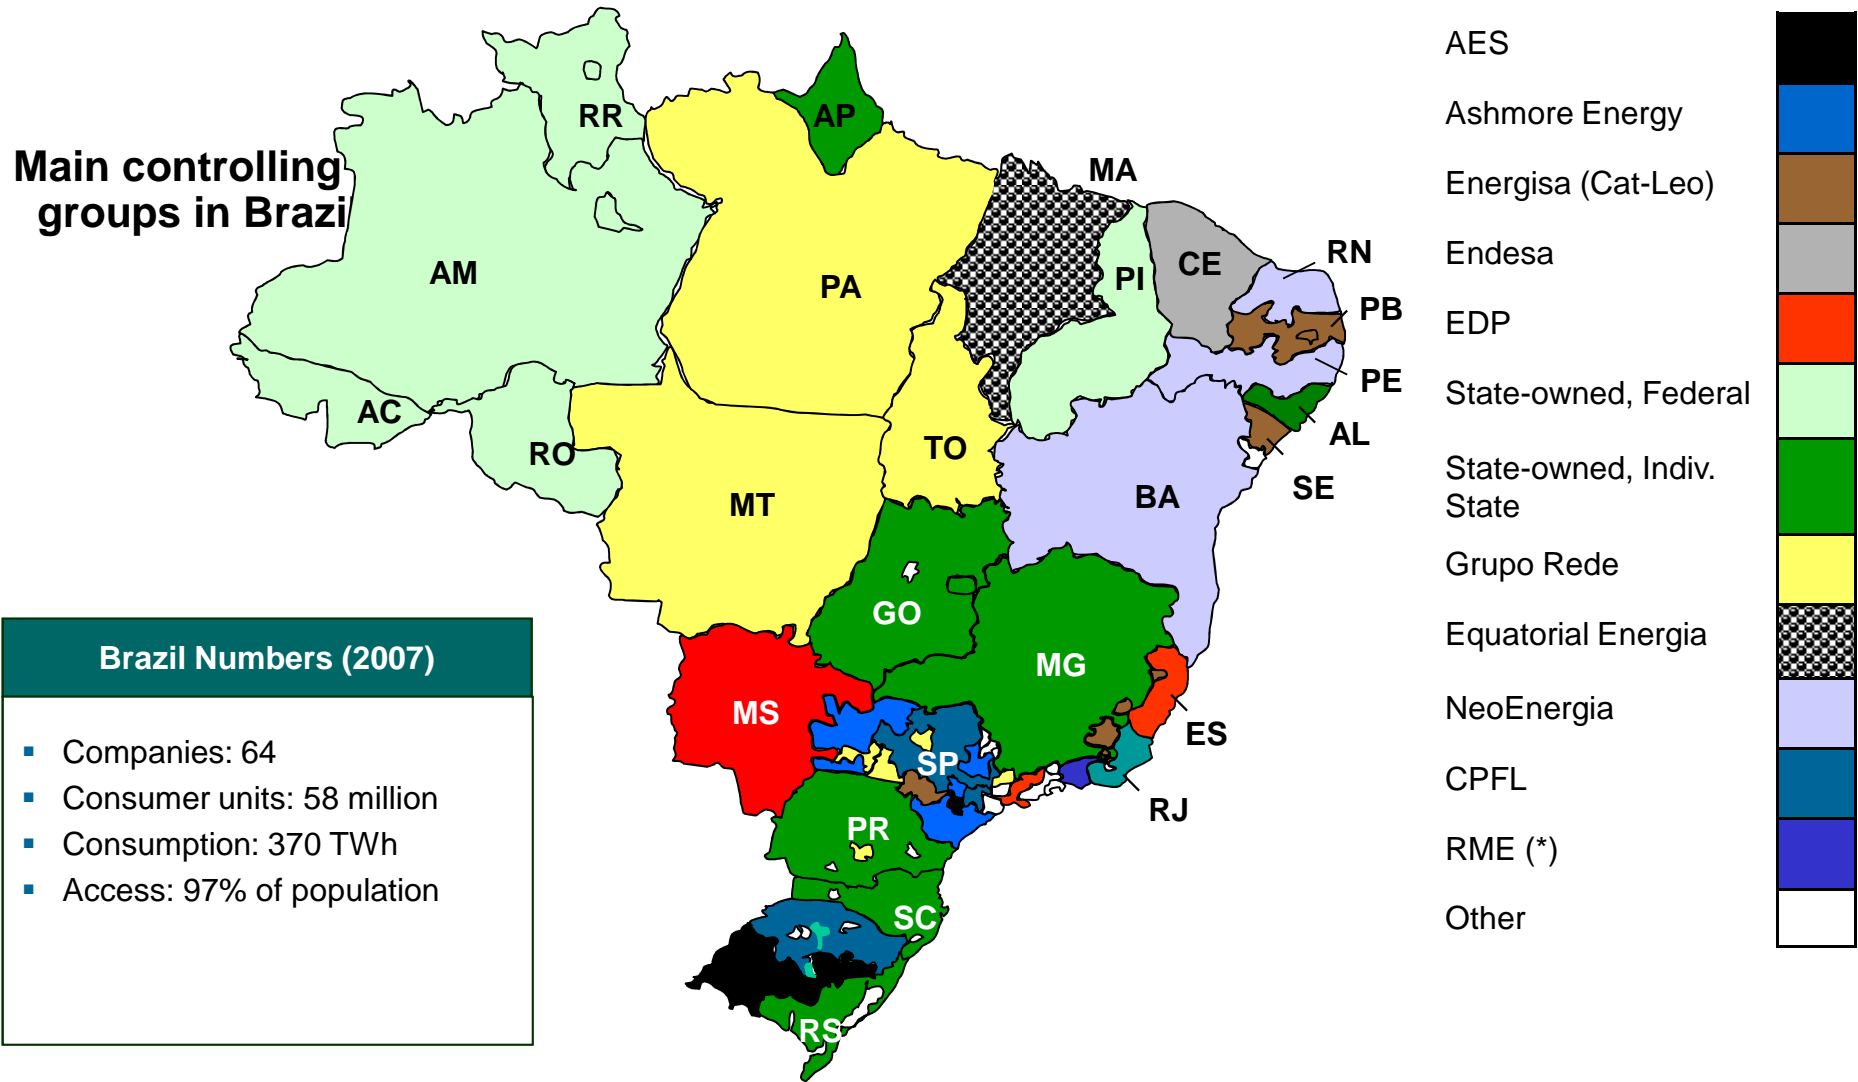 Main controlling
groups in Brazil
RR
AP
MA
AM
PA
PI
CE
RN
PB
PE
AL
SE
AC
RO
TO
MT
BA
GO
MG
MS
ES
SP
RJ
PR
SC
RS
Brazil Numbers (2007)
▪ Companies: 64
▪ Consumer units: 58 million
▪ Consumption: 370 TWh
▪ Access: 97% of population
AES
Ashmore Energy
Energisa (Cat-Leo)
Endesa
EDP
State-owned, Federal
State-owned, Indiv.
State
Grupo Rede
Equatorial Energia
NeoEnergia
CPFL
RME (*)
Other